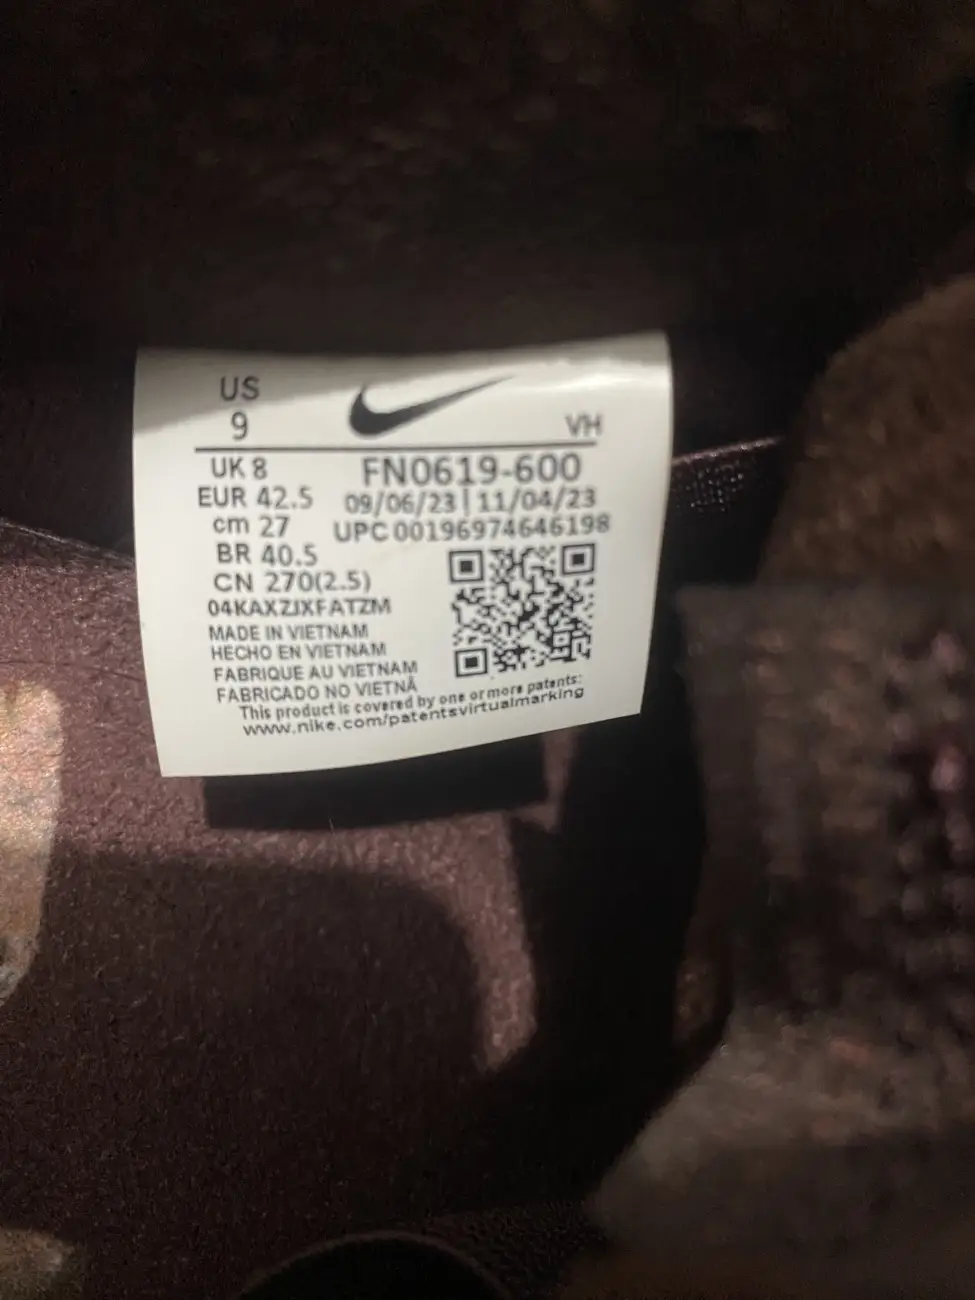 US
9
VH
UK 8
FN0619-600
EUR 42.5
09/06/23 | 11/04/23
cm 27
UPC 00196974646198
BR 40.5
CN 270(2.5)
04KAXZJXFATZM
MADE IN VIETNAM
HECHO EN VIETNAM
FABRIQUE AU VIETNAM
FABRICADO NO VIETNÃ
This product is covered by one or more patents:
www.nike.com/patentsvirtualmarking